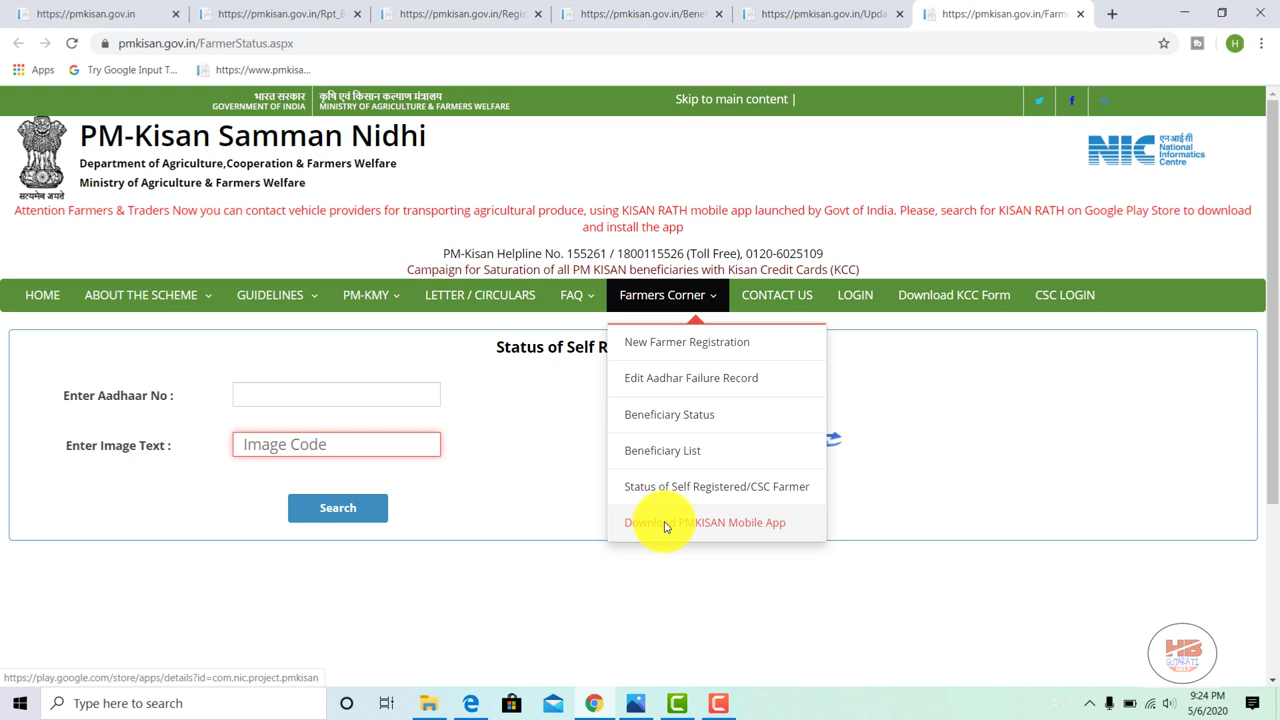 https://pmkisan.gov.in
https://pmkisan.gov.in/Rpt_B
https://pmkisan.gov.in/Regis
https://pmkisan.gov.in/Benef
https://pmkisan.gov.in/Upda
https://pmkisan.gov.in/Farme
pmkisan.gov.in/FarmerStatus.aspx
H
Apps
Try Google Input T...
https://www.pmkisa...
भारत सरकार
GOVERNMENT OF INDIA
कृषि एवं किसान कल्याण मंत्रालय
MINISTRY OF AGRICULTURE & FARMERS WELFARE
Skip to main content |
सत्यमेव जयते
PM-Kisan Samman Nidhi
Department of Agriculture,Cooperation & Farmers Welfare
Ministry of Agriculture & Farmers Welfare
NIC
एन आई सी
National
Informatics
Centre
Attention Farmers & Traders Now you can contact vehicle providers for transporting agricultural produce, using KISAN RATH mobile app launched by Govt of India. Please, search for KISAN RATH on Google Play Store to download
and install the app
PM-Kisan Helpline No. 155261 / 1800115526 (Toll Free), 0120-6025109
Campaign for Saturation of all PM KISAN beneficiaries with Kisan Credit Cards (KCC)
HOME ABOUT THE SCHEME GUIDELINES PM-KMY LETTER / CIRCULARS FAQ Farmers Corner CONTACT US LOGIN Download KCC Form CSC LOGIN
Status of Self R
Enter Aadhaar No :
Enter Image Text :
Image Code
Search
New Farmer Registration
Edit Aadhar Failure Record
Beneficiary Status
Beneficiary List
Status of Self Registered/CSC Farmer
Download PMKISAN Mobile App
HB
GUJARATI
HELP
https://play.google.com/store/apps/details?id=com.nic.project.pmkisan
Type here to search
9:24 PM
5/6/2020